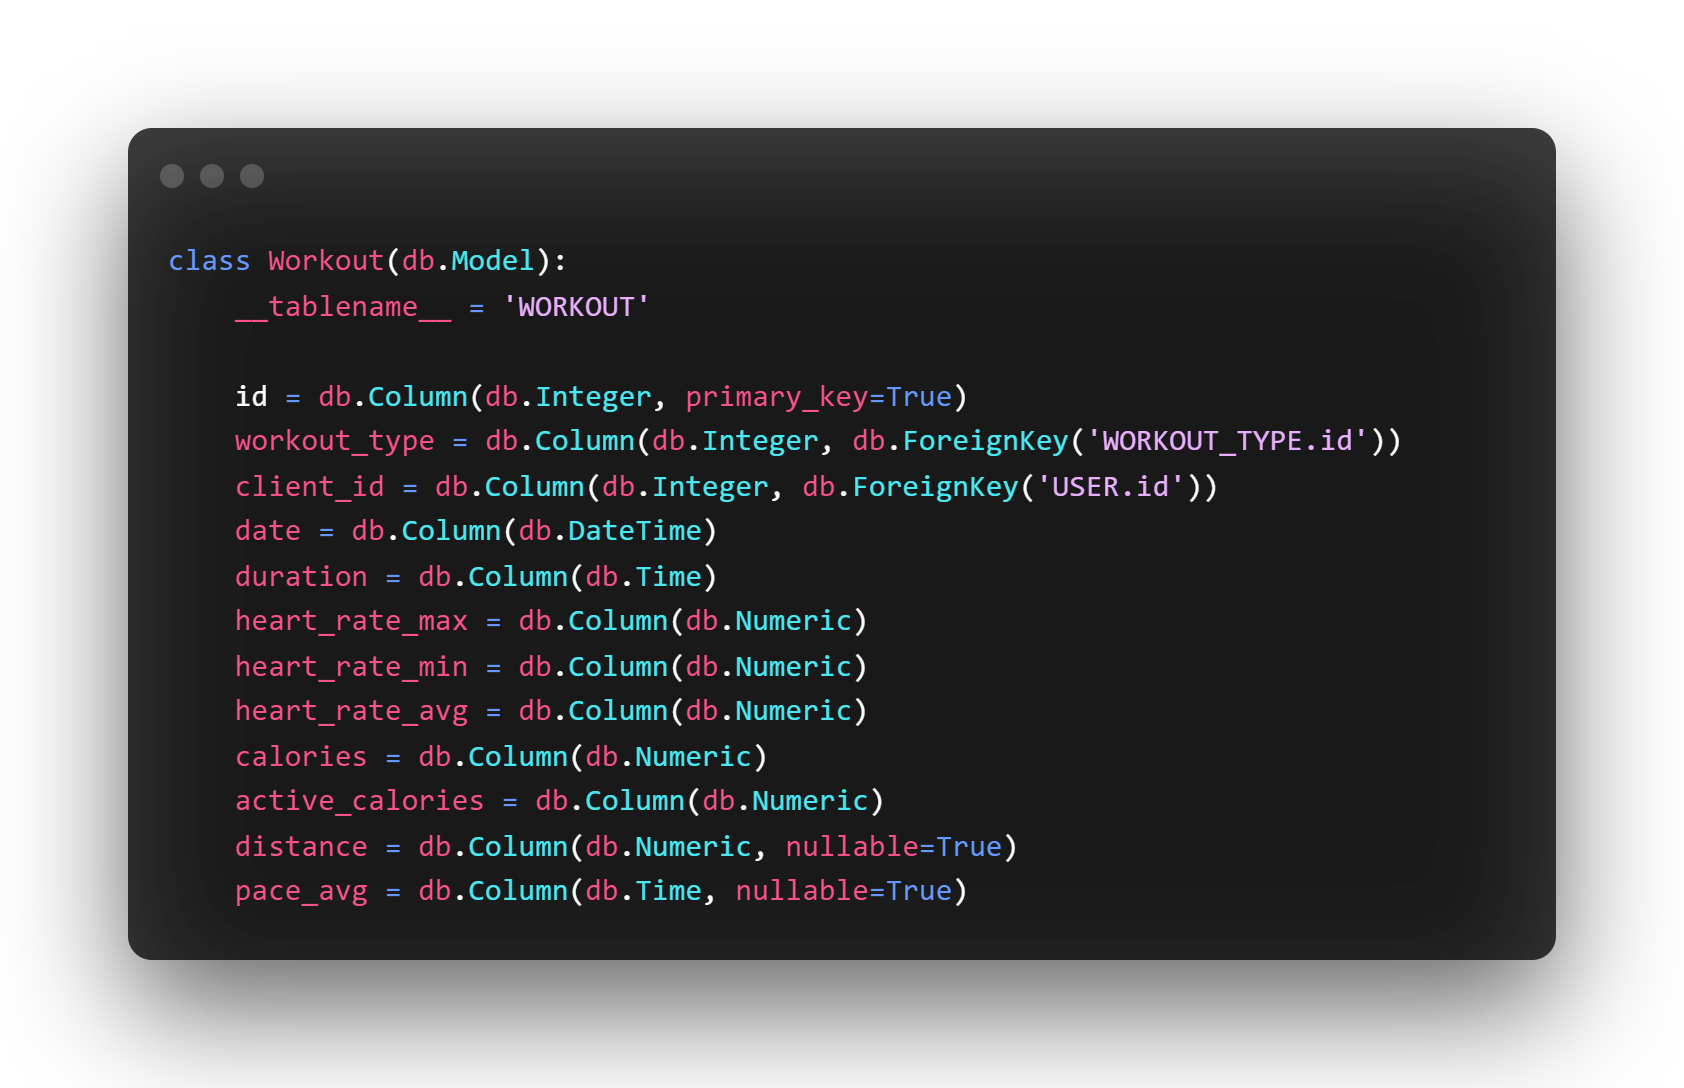 class Workout(db.Model):
    __tablename__ = 'WORKOUT'

    id = db.Column(db.Integer, primary_key=True)
    workout_type = db.Column(db.Integer, db.ForeignKey('WORKOUT_TYPE.id'))
    client_id = db.Column(db.Integer, db.ForeignKey('USER.id'))
    date = db.Column(db.DateTime)
    duration = db.Column(db.Time)
    heart_rate_max = db.Column(db.Numeric)
    heart_rate_min = db.Column(db.Numeric)
    heart_rate_avg = db.Column(db.Numeric)
    calories = db.Column(db.Numeric)
    active_calories = db.Column(db.Numeric)
    distance = db.Column(db.Numeric, nullable=True)
    pace_avg = db.Column(db.Time, nullable=True)